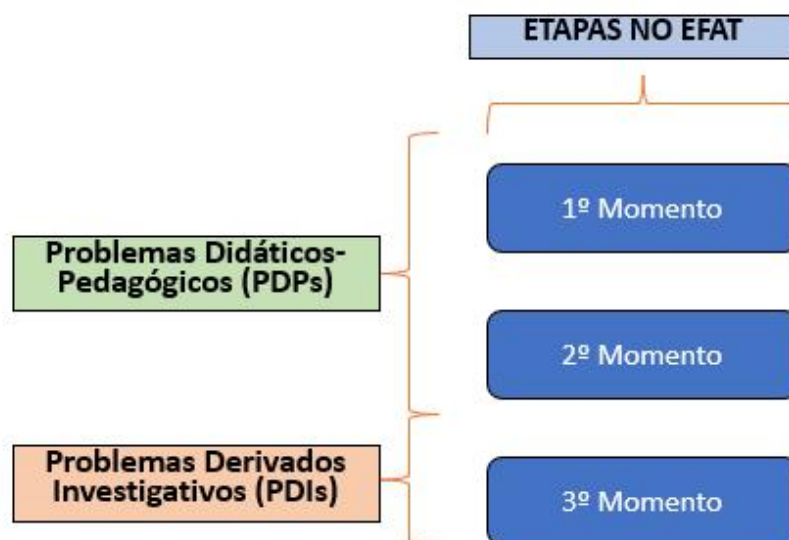 ETAPAS NO EFAT
1º Momento
Problemas Didáticos-
Pedagógicos (PDPs)
2º Momento
Problemas Derivados
Investigativos (PDIs)
3º Momento